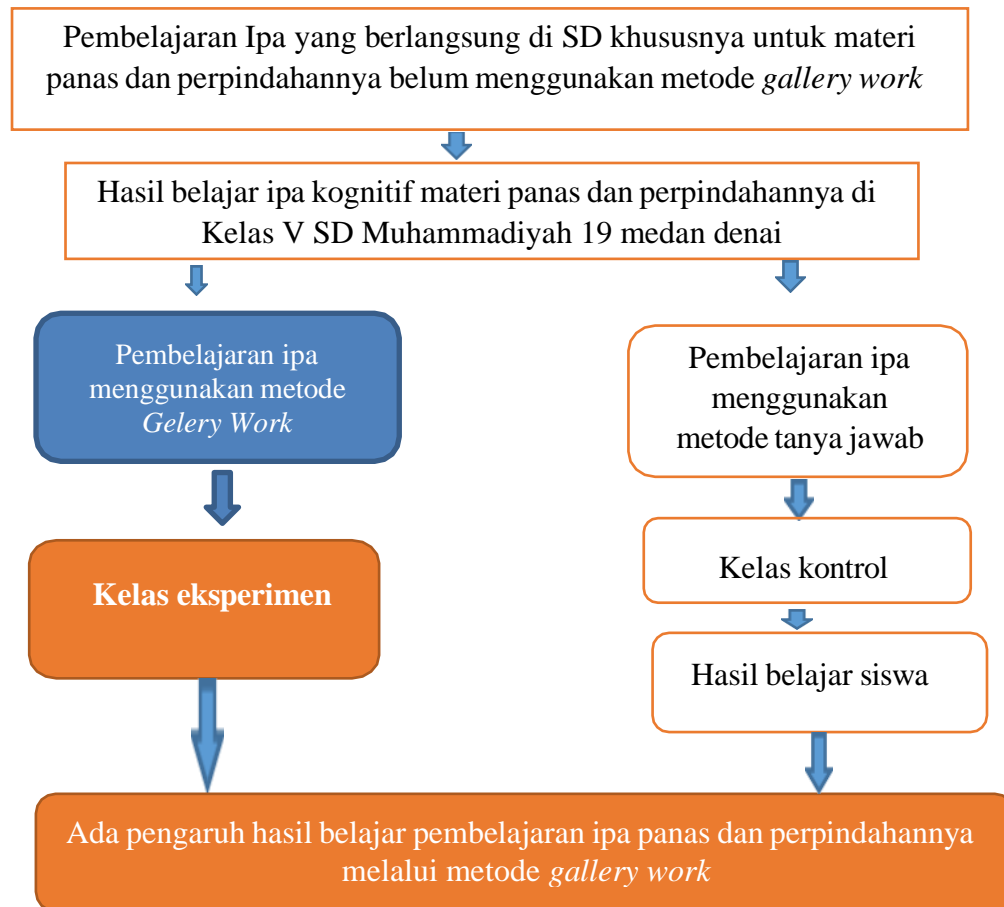 Pembelajaran Ipa yang berlangsung di SD khususnya untuk materi
panas dan perpindahannya belum menggunakan metode gallery work
Hasil belajar ipa kognitif materi panas dan perpindahannya di
Kelas V SD Muhammadiyah 19 medan denai
Pembelajaran ipa
menggunakan metode
Gelery Work
Pembelajaran ipa
menggunakan
metode tanya jawab
Kelas eksperimen
Kelas kontrol
Hasil belajar siswa
Ada pengaruh hasil belajar pembelajaran ipa panas dan perpindahannya
melalui metode gallery work